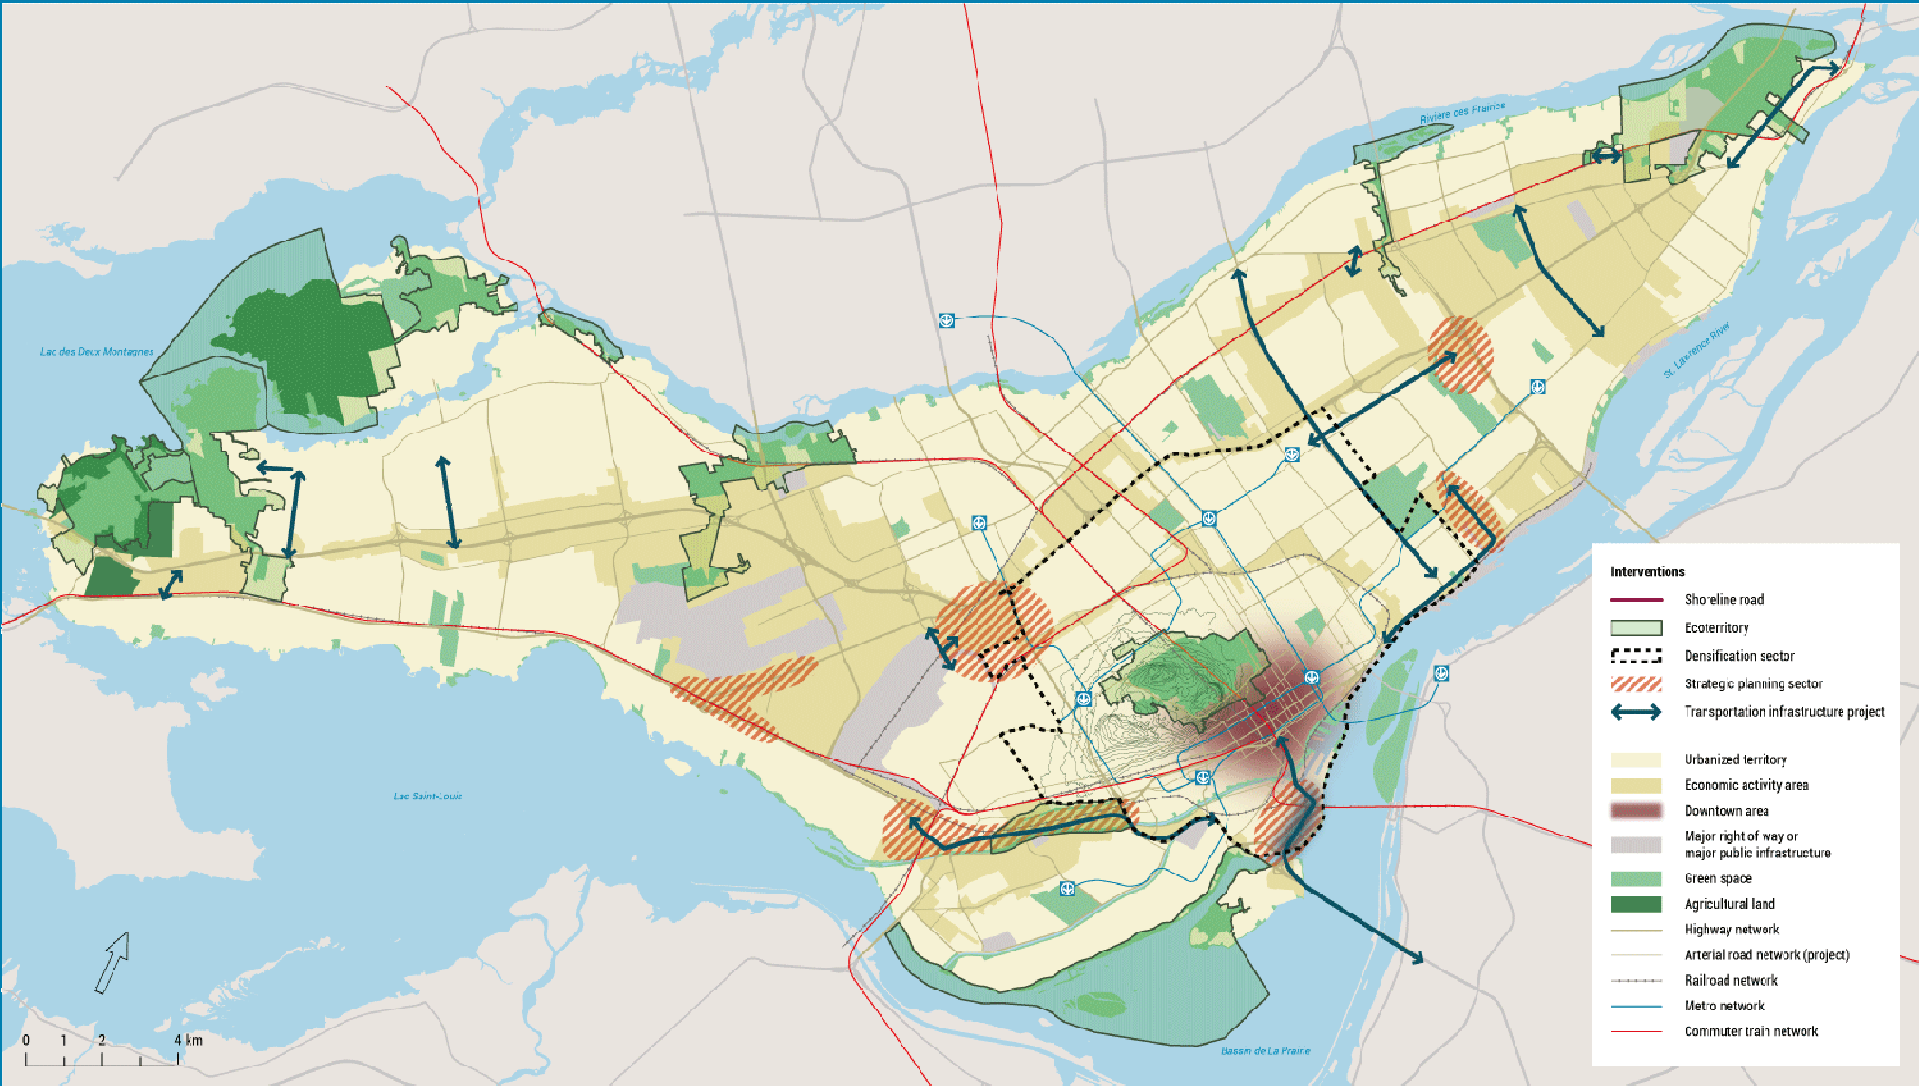 Rivière des Prairies
Lac des Deux Montagnes
St. Lawrence River
Lac Saint-Louis
Bassin de La Prairie
0 1 2 4 km
Interventions
Shoreline road
Ecoterritory
Densification sector
Strategic planning sector
Transportation infrastructure project
Urbanized territory
Economic activity area
Downtown area
Major right of way or
major public infrastructure
Green space
Agricultural land
Highway network
Arterial road network (project)
Railroad network
Metro network
Commuter train network